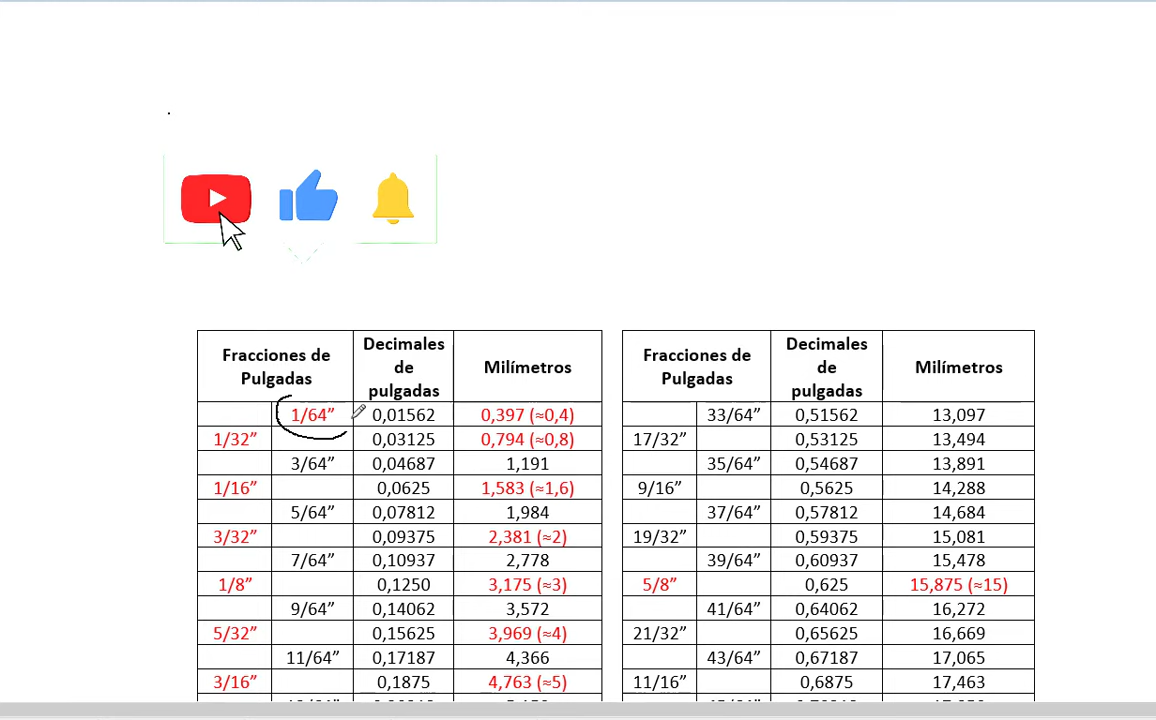 Fracciones de Pulgadas Decimales de pulgadas Milímetros Fracciones de Pulgadas Decimales de pulgadas Milímetros
1/64” 0,01562 0,397 (≈0,4) 33/64” 0,51562 13,097
1/32” 0,03125 0,794 (≈0,8) 17/32” 0,53125 13,494
3/64” 0,04687 1,191 35/64” 0,54687 13,891
1/16” 0,0625 1,583 (≈1,6) 9/16” 0,5625 14,288
5/64” 0,07812 1,984 37/64” 0,57812 14,684
3/32” 0,09375 2,381 (≈2) 19/32” 0,59375 15,081
7/64” 0,10937 2,778 39/64” 0,60937 15,478
1/8” 0,1250 3,175 (≈3) 5/8” 0,625 15,875 (≈15)
9/64” 0,14062 3,572 41/64” 0,64062 16,272
5/32” 0,15625 3,969 (≈4) 21/32” 0,65625 16,669
11/64” 0,17187 4,366 43/64” 0,67187 17,065
3/16” 0,1875 4,763 (≈5) 11/16” 0,6875 17,463